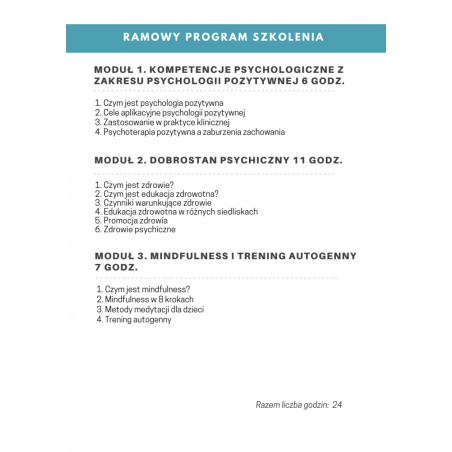 RAMOWY PROGRAM SZKOLENIA
MODUŁ 1. KOMPETENCJE PSYCHOLOGICZNE Z
ZAKRESU PSYCHOLOGII POZYTYWNEJ 6 GODZ.
1. Czym jest psychologia pozytywna
2. Cele aplikacyjne psychologii pozytywnej
3. Zastosowanie w praktyce klinicznej
4. Psychoterapia pozytywna a zaburzenia zachowania
MODUŁ 2. DOBROSTAN PSYCHICZNY 11 GODZ.
1. Czym jest zdrowie?
2. Czym jest edukacja zdrowotna?
3. Czynniki warunkujące zdrowie
4. Edukacja zdrowotna w różnych siedliskach
5. Promocja zdrowia
6. Zdrowie psychiczne
MODUŁ 3. MINDFULNESS I TRENING AUTOGENNY
7 GODZ.
1. Czym jest mindfulness?
2. Mindfulness w 8 krokach
3. Metody medytacji dla dzieci
4. Trening autogenny
Razem liczba godzin: 24